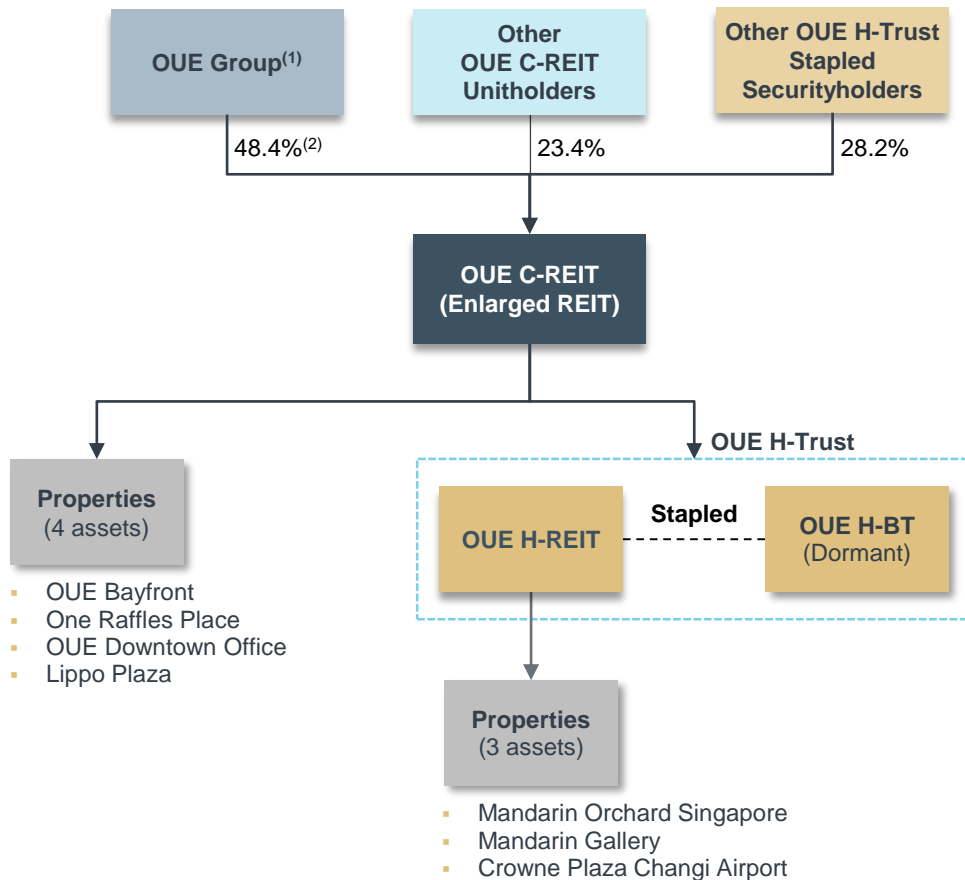 OUE Group(1)
Other
OUE C-REIT
Unitholders
Other OUE H-Trust
Stapled
Securityholders
48.4%(2)
23.4%
28.2%
OUE C-REIT
(Enlarged REIT)
OUE H-Trust
Properties
(4 assets)
OUE H-REIT
Stapled
OUE H-BT
(Dormant)
▪ OUE Bayfront
▪ One Raffles Place
▪ OUE Downtown Office
▪ Lippo Plaza
Properties
(3 assets)
▪ Mandarin Orchard Singapore
▪ Mandarin Gallery
▪ Crowne Plaza Changi Airport